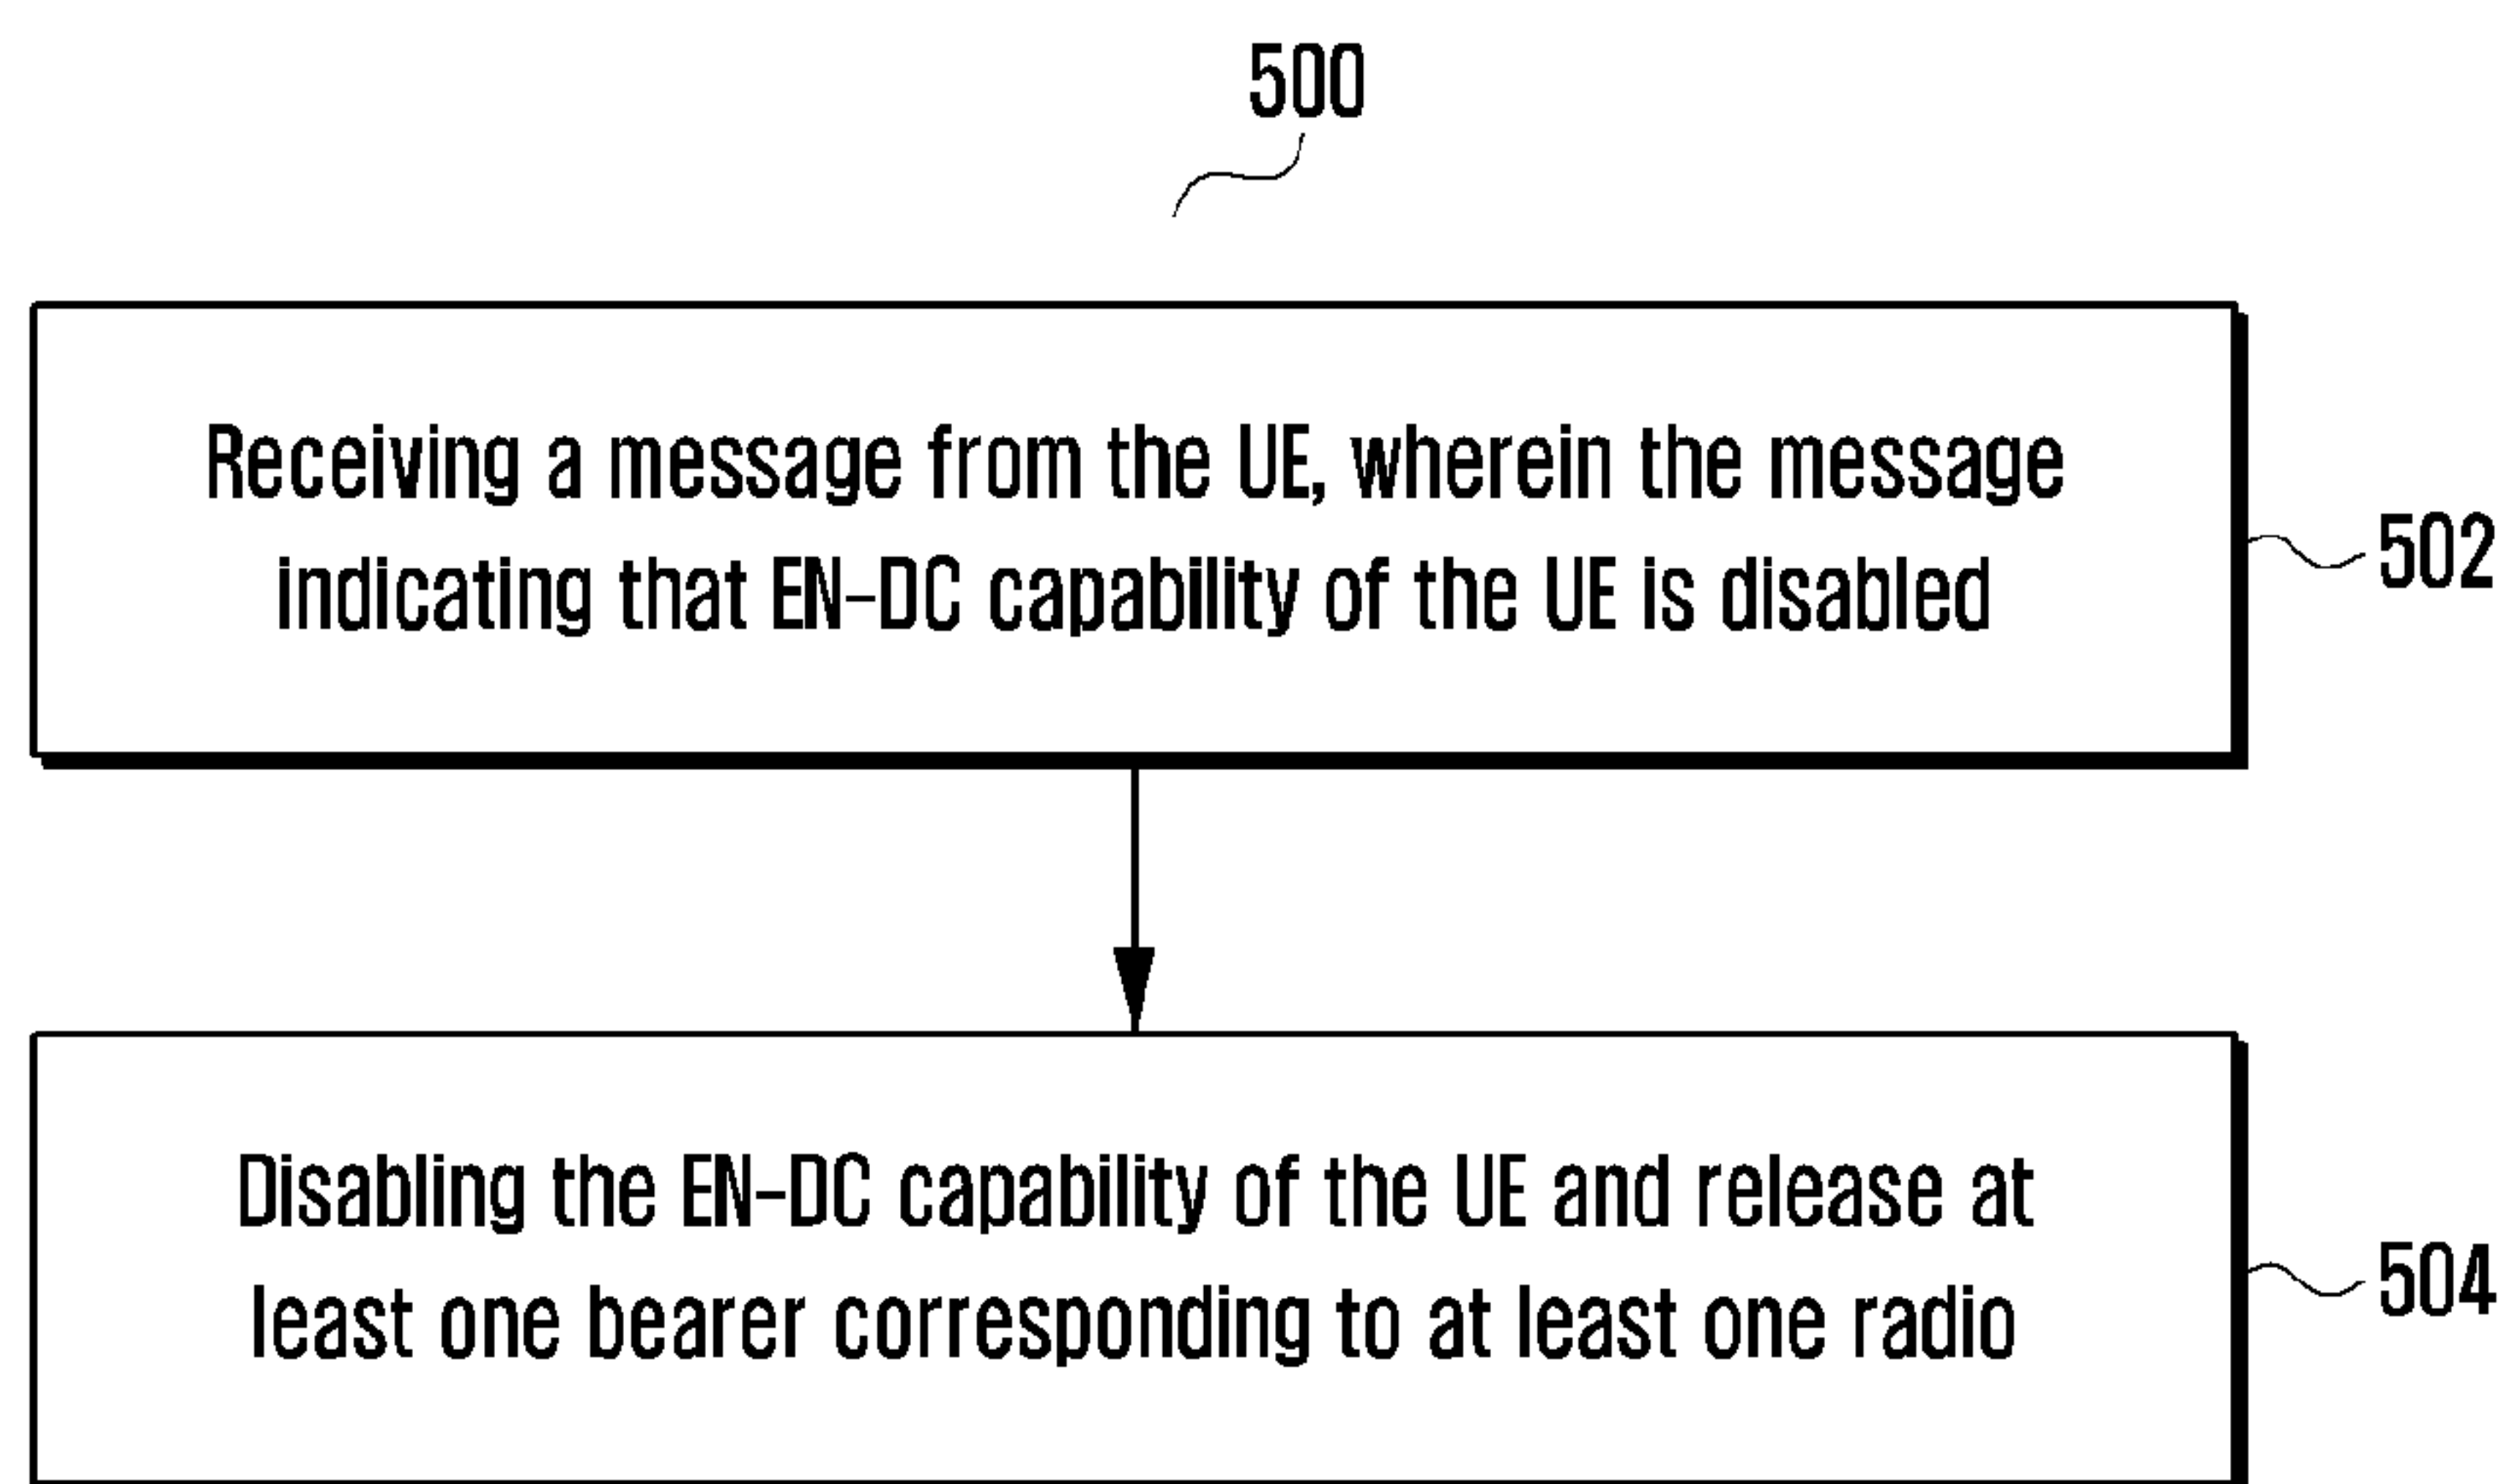 500
Receiving a message from the UE, wherein the message
indicating that EN-DC capability of the UE is disabled
502
Disabling the EN-DC capability of the UE and release at
least one bearer corresponding to at least one radio
504